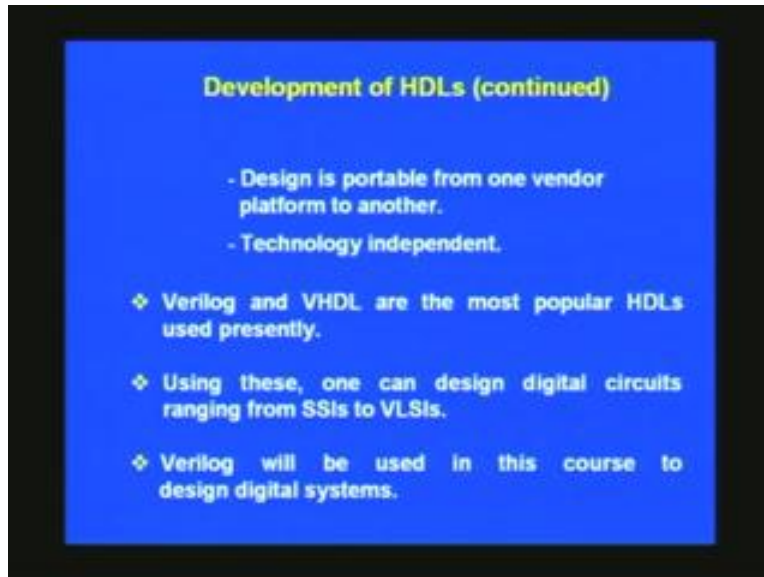 Development of HDLs (continued)
- Design is portable from one vendor
platform to another.
- Technology independent.
❖ Verilog and VHDL are the most popular HDLs
used presently.
❖ Using these, one can design digital circuits
ranging from SSIs to VLSIs.
❖ Verilog will be used in this course to
design digital systems.